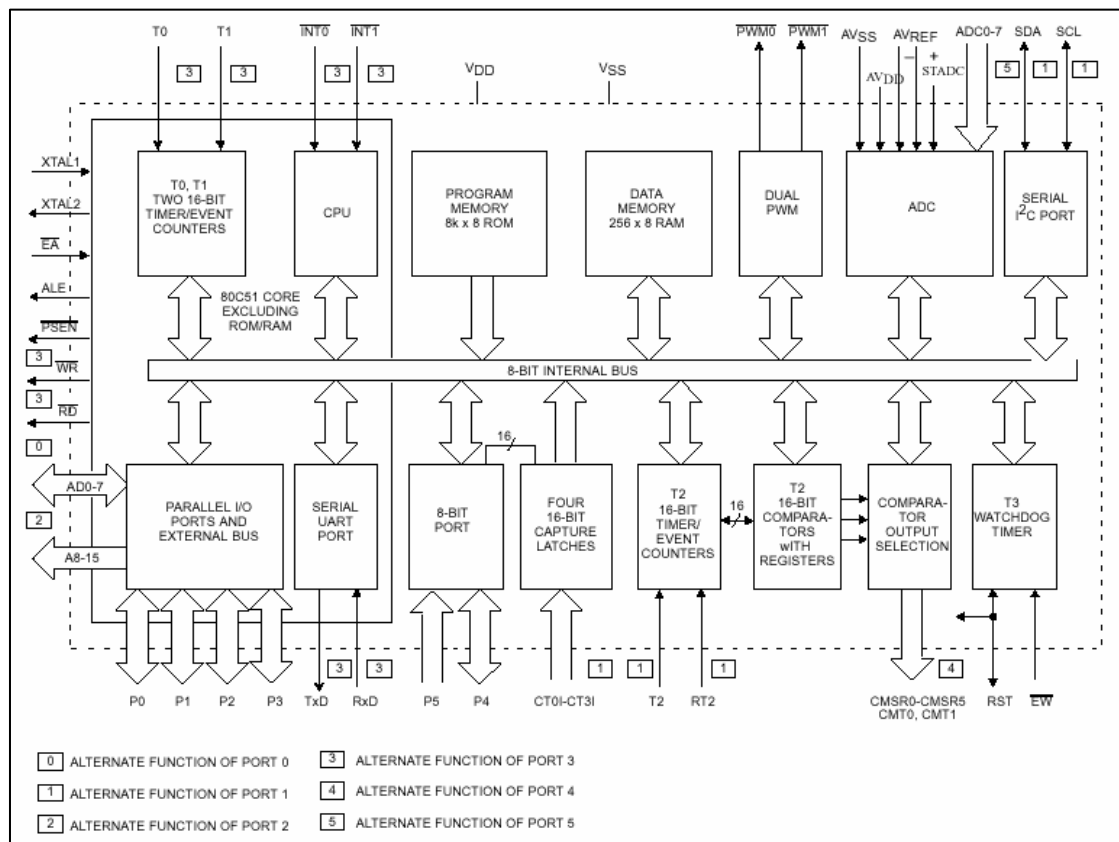 T0 T1 INT0 INT1 PWM0 PWM1 AVSS AVREF ADC0-7 SDA SCL
− +
3 3 3 3 VDD VSS AVDD STADC 5 1 1
XTAL1
XTAL2
EA
ALE
PSEN
3
WR
3
RD
0
AD0-7
2
A8-15
T0, T1
TWO 16-BIT
TIMER/EVENT
COUNTERS
CPU
PROGRAM
MEMORY
8k x 8 ROM
DATA
MEMORY
256 x 8 RAM
DUAL
PWM
ADC
SERIAL
I2C PORT
80C51 CORE
EXCLUDING
ROM/RAM
8-BIT INTERNAL BUS
PARALLEL I/O
PORTS AND
EXTERNAL BUS
SERIAL
UART
PORT
8-BIT
PORT
16
FOUR
16-BIT
CAPTURE
LATCHES
T2
16-BIT
TIMER/
EVENT
COUNTERS
16
T2
16-BIT
COMPARA-
TORS
wITH
REGISTERS
COMPARA-
TOR
OUTPUT
SELECTION
T3
WATCHDOG
TIMER
3 3 1 1 1 4
P0 P1 P2 P3 TxD RxD P5 P4 CT0I-CT3I T2 RT2 CMSR0-CMSR5 RST EW
CMT0, CMT1
0 ALTERNATE FUNCTION OF PORT 0
1 ALTERNATE FUNCTION OF PORT 1
2 ALTERNATE FUNCTION OF PORT 2
3 ALTERNATE FUNCTION OF PORT 3
4 ALTERNATE FUNCTION OF PORT 4
5 ALTERNATE FUNCTION OF PORT 5